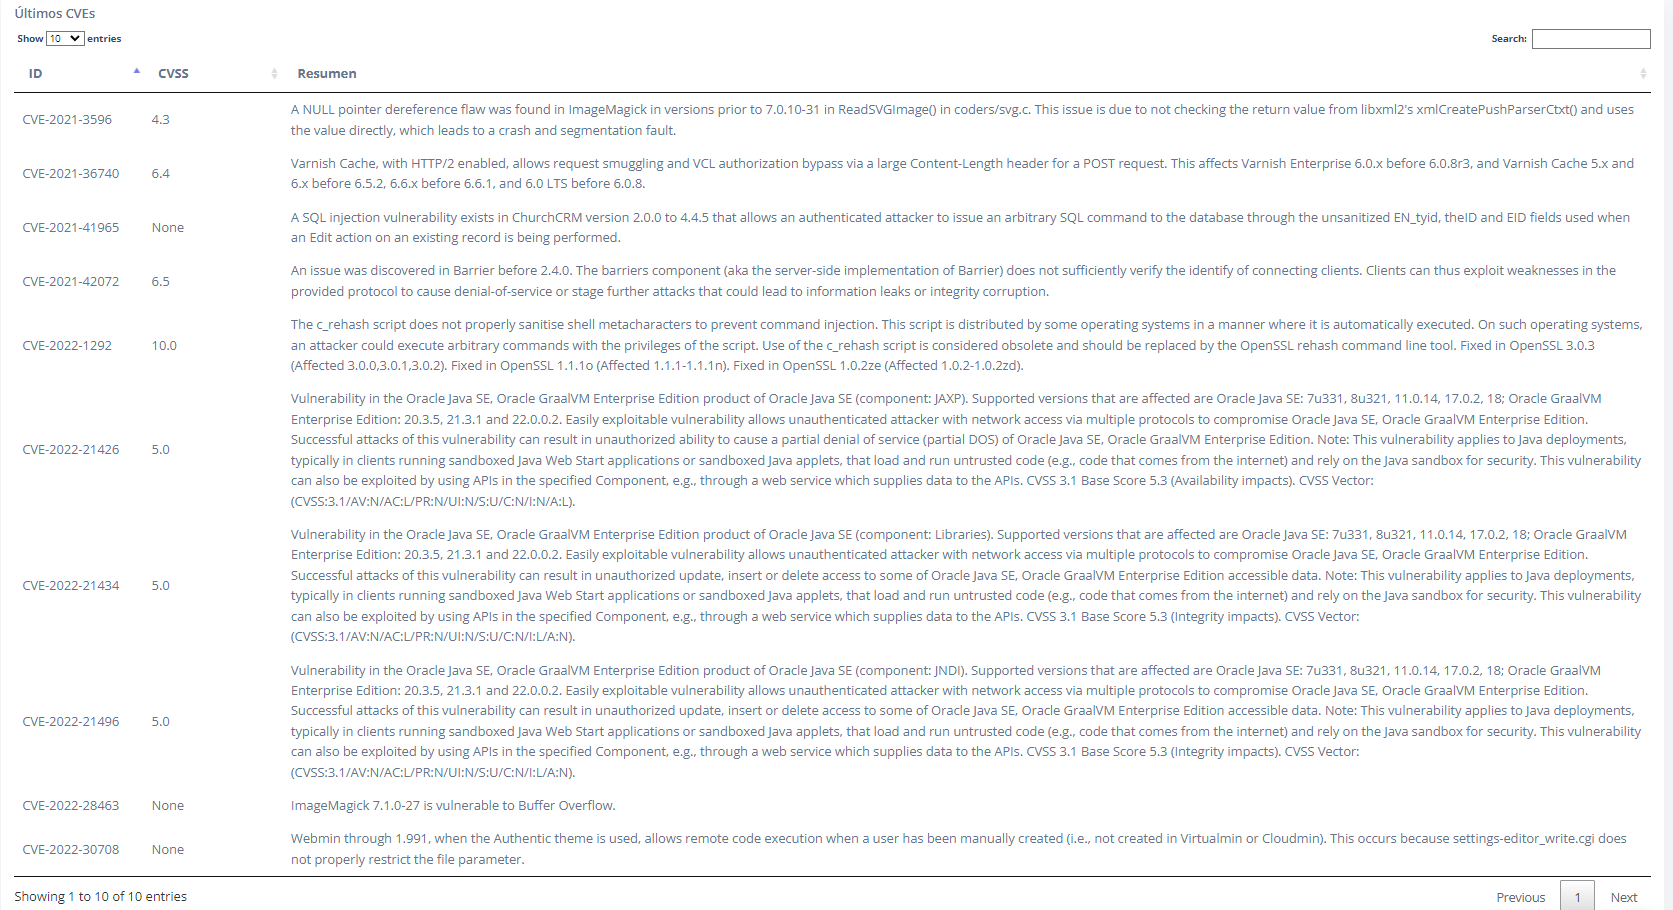 Últimos CVEs
Show 10 entries
Search:
ID CVSS Resumen
CVE-2021-3596 4.3 A NULL pointer dereference flaw was found in ImageMagick in versions prior to 7.0.10-31 in ReadSVGImage() in coders/svg.c. This issue is due to not checking the return value from libxml2's xmlCreatePushParserCtxt() and uses
the value directly, which leads to a crash and segmentation fault.
CVE-2021-36740 6.4 Varnish Cache, with HTTP/2 enabled, allows request smuggling and VCL authorization bypass via a large Content-Length header for a POST request. This affects Varnish Enterprise 6.0.x before 6.0.8r3, and Varnish Cache 5.x and
6.x before 6.5.2, 6.6.x before 6.6.1, and 6.0 LTS before 6.0.8.
CVE-2021-41965 None A SQL injection vulnerability exists in ChurchCRM version 2.0.0 to 4.4.5 that allows an authenticated attacker to issue an arbitrary SQL command to the database through the unsanitized EN_tyid, theID and EID fields used when
an Edit action on an existing record is being performed.
CVE-2021-42072 6.5 An issue was discovered in Barrier before 2.4.0. The barriers component (aka the server-side implementation of Barrier) does not sufficiently verify the identify of connecting clients. Clients can thus exploit weaknesses in the
provided protocol to cause denial-of-service or stage further attacks that could lead to information leaks or integrity corruption.
CVE-2022-1292 10.0 The c_rehash script does not properly sanitise shell metacharacters to prevent command injection. This script is distributed by some operating systems in a manner where it is automatically executed. On such operating systems,
an attacker could execute arbitrary commands with the privileges of the script. Use of the c_rehash script is considered obsolete and should be replaced by the OpenSSL rehash command line tool. Fixed in OpenSSL 3.0.3
(Affected 3.0.0,3.0.1,3.0.2). Fixed in OpenSSL 1.1.1o (Affected 1.1.1-1.1.1n). Fixed in OpenSSL 1.0.2ze (Affected 1.0.2-1.0.2zd).
CVE-2022-21426 5.0 Vulnerability in the Oracle Java SE, Oracle GraalVM Enterprise Edition product of Oracle Java SE (component: JAXP). Supported versions that are affected are Oracle Java SE: 7u331, 8u321, 11.0.14, 17.0.2, 18; Oracle GraalVM
Enterprise Edition: 20.3.5, 21.3.1 and 22.0.0.2. Easily exploitable vulnerability allows unauthenticated attacker with network access via multiple protocols to compromise Oracle Java SE, Oracle GraalVM Enterprise Edition.
Successful attacks of this vulnerability can result in unauthorized ability to cause a partial denial of service (partial DOS) of Oracle Java SE, Oracle GraalVM Enterprise Edition. Note: This vulnerability applies to Java deployments,
typically in clients running sandboxed Java Web Start applications or sandboxed Java applets, that load and run untrusted code (e.g., code that comes from the internet) and rely on the Java sandbox for security. This vulnerability
can also be exploited by using APIs in the specified Component, e.g., through a web service which supplies data to the APIs. CVSS 3.1 Base Score 5.3 (Availability impacts). CVSS Vector:
(CVSS:3.1/AV:N/AC:L/PR:N/UI:N/S:U/C:N/I:N/A:L).
CVE-2022-21434 5.0 Vulnerability in the Oracle Java SE, Oracle GraalVM Enterprise Edition product of Oracle Java SE (component: Libraries). Supported versions that are affected are Oracle Java SE: 7u331, 8u321, 11.0.14, 17.0.2, 18; Oracle GraalVM
Enterprise Edition: 20.3.5, 21.3.1 and 22.0.0.2. Easily exploitable vulnerability allows unauthenticated attacker with network access via multiple protocols to compromise Oracle Java SE, Oracle GraalVM Enterprise Edition.
Successful attacks of this vulnerability can result in unauthorized update, insert or delete access to some of Oracle Java SE, Oracle GraalVM Enterprise Edition accessible data. Note: This vulnerability applies to Java deployments,
typically in clients running sandboxed Java Web Start applications or sandboxed Java applets, that load and run untrusted code (e.g., code that comes from the internet) and rely on the Java sandbox for security. This vulnerability
can also be exploited by using APIs in the specified Component, e.g., through a web service which supplies data to the APIs. CVSS 3.1 Base Score 5.3 (Integrity impacts). CVSS Vector:
(CVSS:3.1/AV:N/AC:L/PR:N/UI:N/S:U/C:N/I:L/A:N).
CVE-2022-21496 5.0 Vulnerability in the Oracle Java SE, Oracle GraalVM Enterprise Edition product of Oracle Java SE (component: JNDI). Supported versions that are affected are Oracle Java SE: 7u331, 8u321, 11.0.14, 17.0.2, 18; Oracle GraalVM
Enterprise Edition: 20.3.5, 21.3.1 and 22.0.0.2. Easily exploitable vulnerability allows unauthenticated attacker with network access via multiple protocols to compromise Oracle Java SE, Oracle GraalVM Enterprise Edition.
Successful attacks of this vulnerability can result in unauthorized update, insert or delete access to some of Oracle Java SE, Oracle GraalVM Enterprise Edition accessible data. Note: This vulnerability applies to Java deployments,
typically in clients running sandboxed Java Web Start applications or sandboxed Java applets, that load and run untrusted code (e.g., code that comes from the internet) and rely on the Java sandbox for security. This vulnerability
can also be exploited by using APIs in the specified Component, e.g., through a web service which supplies data to the APIs. CVSS 3.1 Base Score 5.3 (Integrity impacts). CVSS Vector:
(CVSS:3.1/AV:N/AC:L/PR:N/UI:N/S:U/C:N/I:L/A:N).
CVE-2022-28463 None ImageMagick 7.1.0-27 is vulnerable to Buffer Overflow.
CVE-2022-30708 None Webmin through 1.991, when the Authentic theme is used, allows remote code execution when a user has been manually created (i.e., not created in Virtualmin or Cloudmin). This occurs because settings-editor_write.cgi does
not properly restrict the file parameter.
Showing 1 to 10 of 10 entries
Previous 1 Next